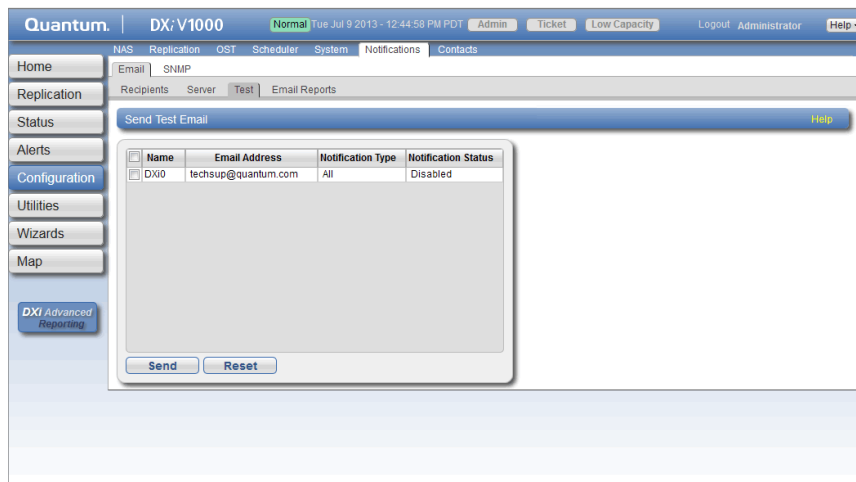 Quantum. DXi V1000 Normal Tue Jul 9 2013 - 12:44:58 PM PDT Admin Ticket Low Capacity Logout Administrator Help
NAS Replication OST Scheduler System Notifications Contacts
Home
Replication
Status
Alerts
Configuration
Utilities
Wizards
Map
DXi Advanced
Reporting
Email SNMP
Recipients Server Test Email Reports
Send Test Email Help
Name Email Address Notification Type Notification Status
DXi0 techsup@quantum.com All Disabled
Send Reset